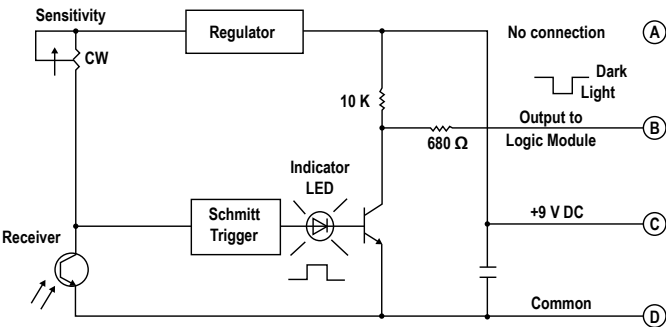 Sensitivity
Regulator
No connection
A
CW
Dark
Light
10 K
Output to
Logic Module
B
680 Ω
Indicator
LED
Schmitt
Trigger
+9 V DC
C
Receiver
Common
D